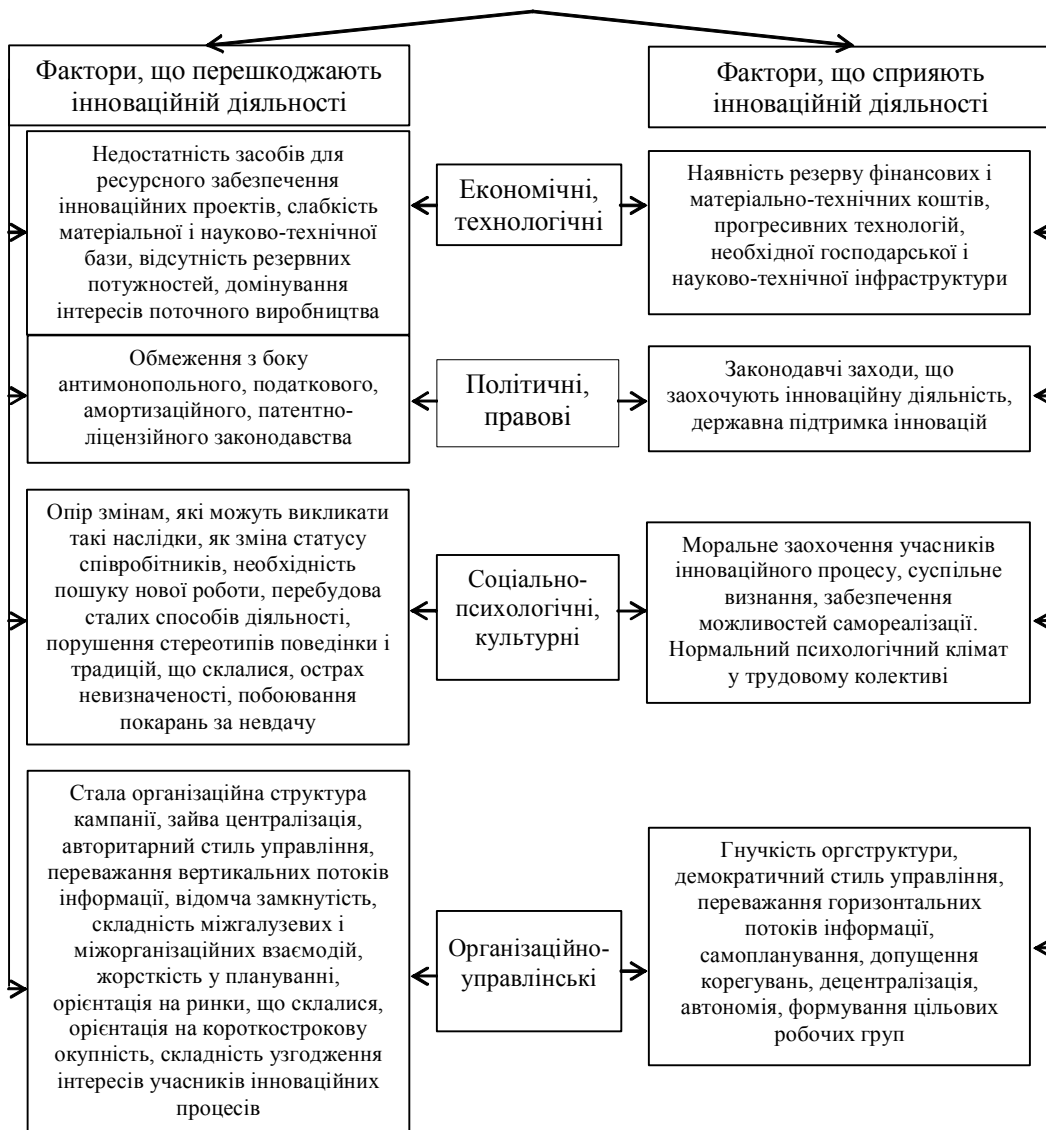 Фактори, що перешкоджають
інноваційній діяльності
Фактори, що сприяють
інноваційній діяльності
Недостатність засобів для
ресурсного забезпечення
інноваційних проектів, слабкість
матеріальної і науково-технічної
бази, відсутність резервних
потужностей, домінування
інтересів поточного виробництва
Економічні,
технологічні
Наявність резерву фінансових і
матеріально-технічних коштів,
прогресивних технологій,
необхідної господарської і
науково-технічної інфраструктури
Обмеження з боку
антимонопольного, податкового,
амортизаційного, патентно-
ліцензійного законодавства
Політичні,
правові
Законодавчі заходи, що
заохочують інноваційну діяльність,
державна підтримка інновацій
Опір змінам, які можуть викликати
такі наслідки, як зміна статусу
співробітників, необхідність
пошуку нової роботи, перебудова
сталих способів діяльності,
порушення стереотипів поведінки і
традицій, що склалися, острах
невизначеності, побоювання
покарань за невдачу
Соціально-
психологічні,
культурні
Моральне заохочення учасників
інноваційного процесу, суспільне
визнання, забезпечення
можливостей самореалізації.
Нормальний психологічний клімат
у трудовому колективі
Стала організаційна структура
кампанії, зайва централізація,
авторитарний стиль управління,
переважання вертикальних потоків
інформації, відомча замкнутість,
складність міжгалузевих і
міжорганізаційних взаємодій,
жорсткість у плануванні,
орієнтація на ринки, що склалися,
орієнтація на короткострокову
окупність, складність узгодження
інтересів учасників інноваційних
процесів
Організаційно-
управлінські
Гнучкість оргструктури,
демократичний стиль управління,
переважання горизонтальних
потоків інформації,
самопланування, допущення
корегувань, децентралізація,
автономія, формування цільових
робочих груп